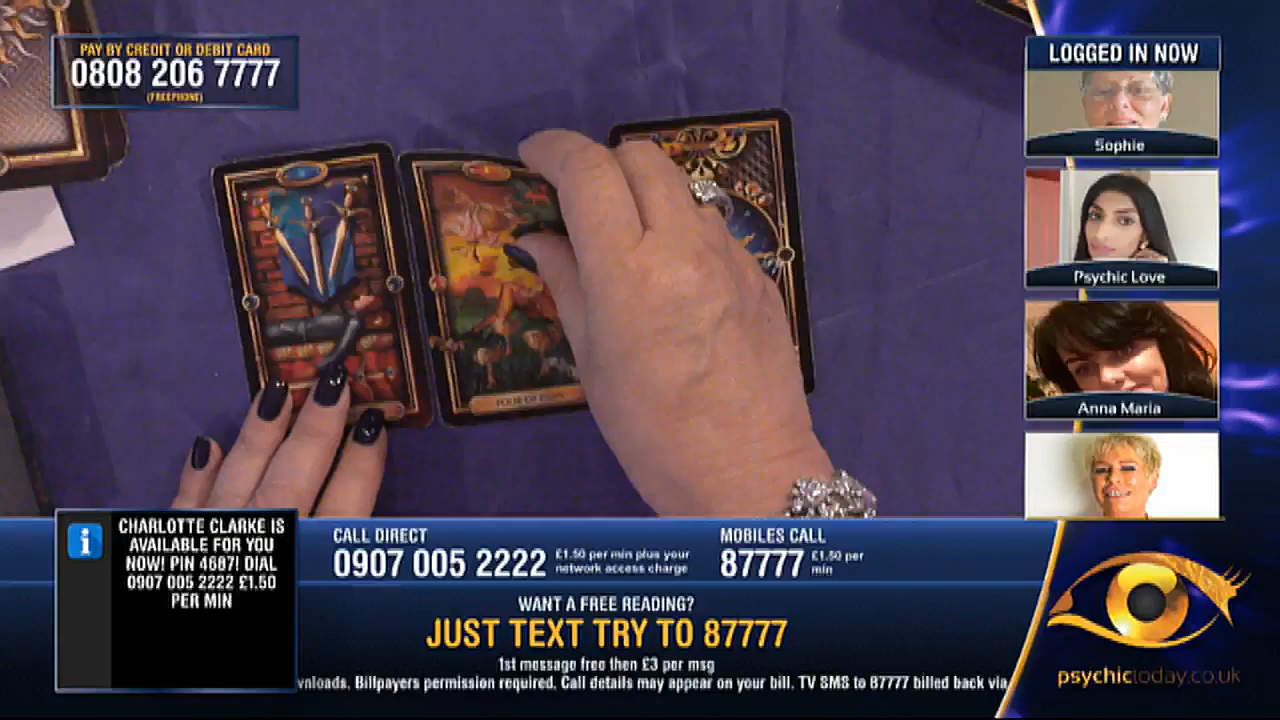 PAY BY CREDIT OR DEBIT CARD
0808 206 7777
(FREEPHONE)
LOGGED IN NOW
Sophie
Psychic Love
Anna Maria
CHARLOTTE CLARKE IS
AVAILABLE FOR YOU
NOW! PIN 4687! DIAL
0907 005 2222 £1.50
PER MIN
CALL DIRECT
0907 005 2222
£1.50 per min plus your
network access charge
MOBILES CALL
87777
£1.50 per
min
WANT A FREE READING?
JUST TEXT TRY TO 87777
1st message free then £3 per msg
wnloads. Billpayers permission required. Call details may appear on your bill. TV SMS to 87777 billed back via
psychictoday.co.uk